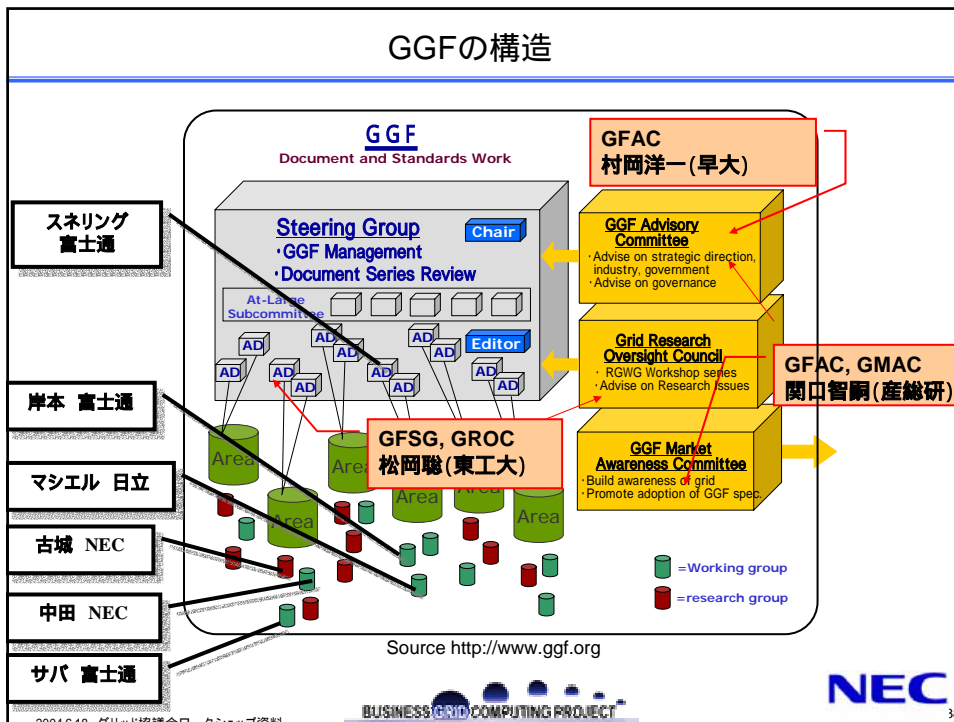 GGFの構造
GGF
Document and Standards Work
GFAC
村岡洋一(早大)
スネリング
富士通
Steering Group
・GGF Management
・Document Series Review
Chair
At-Large
Subcommittee
Editor
AD
AD
AD
AD
AD
AD
AD
AD
AD
AD
AD
AD
AD
GGF Advisory
Committee
・Advise on strategic direction,
industry, government
・Advise on governance
Grid Research
Oversight Council
・ RGWG Workshop series
・Advise on Research Issues
GFAC, GMAC
関口智嗣(産総研)
GGF Market
Awareness Committee
・Build awareness of grid
・Promote adoption of GGF spec.
GFSG, GROC
松岡聡(東工大)
岸本 富士通
マシエル 日立
古城 NEC
中田 NEC
サバ 富士通
Area
Area
Area
Area
Area
Area
=Working group
=research group
Source http://www.ggf.org
BUSINESS GRID COMPUTING PROJECT
NEC